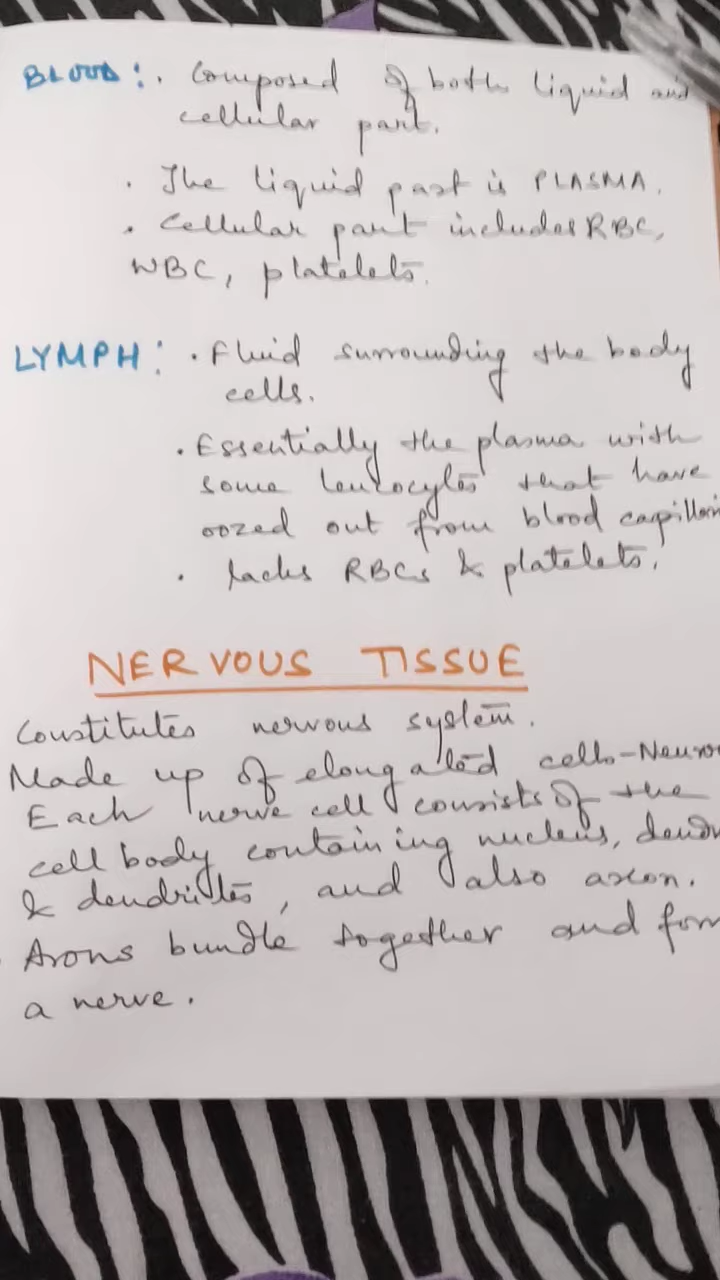 BLOOD: • Composed of both liquid and
cellular part.
• The liquid part is PLASMA.
• Cellular part includes RBC,
WBC, platelets.
LYMPH: • Fluid surrounding the body
cells.
• Essentially the plasma with
some leukocytes that have
oozed out from blood
• lacks RBCs & platelets.
NERVOUS TISSUE
Constitutes nervous system.
Made up of elongated cells-
Each nerve cell consists of the
cell body containing nucleus,
& dendrites, and also axon.
Axons bundle together and form
a nerve.